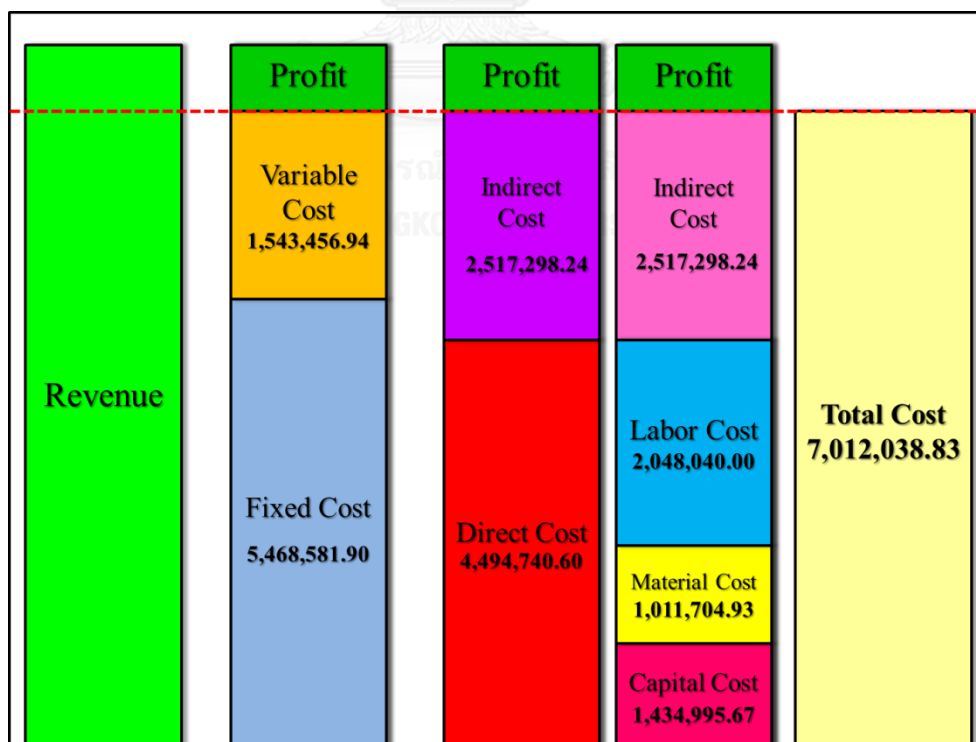 Revenue
Profit
Variable
Cost
1,543,456.94
Fixed Cost
5,468,581.90
Profit
Indirect
Cost
2,517,298.24
Direct Cost
4,494,740.60
Profit
Indirect
Cost
2,517,298.24
Labor Cost
2,048,040.00
Material Cost
1,011,704.93
Capital Cost
1,434,995.67
Total Cost
7,012,038.83